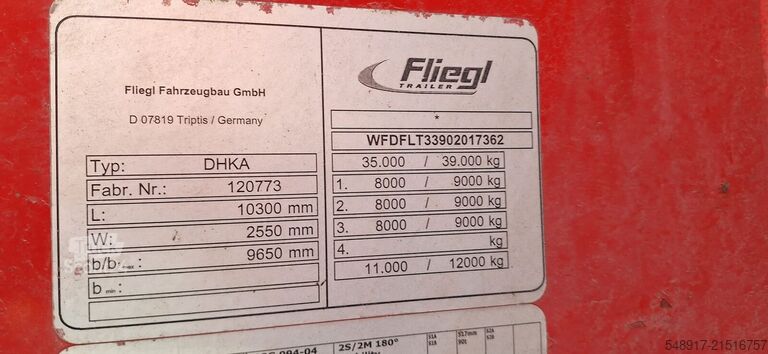 Fliegl Fahrzeugbau GmbH
D 07819 Triptis / Germany
Typ: DHKA
Fabr. Nr.: 120773
L: 10300 mm
W: 2550 mm
b/b max : 9650 mm
b min :
Fliegl
TRAILER
*
WFDFLT33902017362
35.000 / 39.000 kg
1. 8000 / 9000 kg
2. 8000 / 9000 kg
3. 8000 / 9000 kg
4. kg
11.000 / 12000 kg
2S/2M 180°
548917-21516757